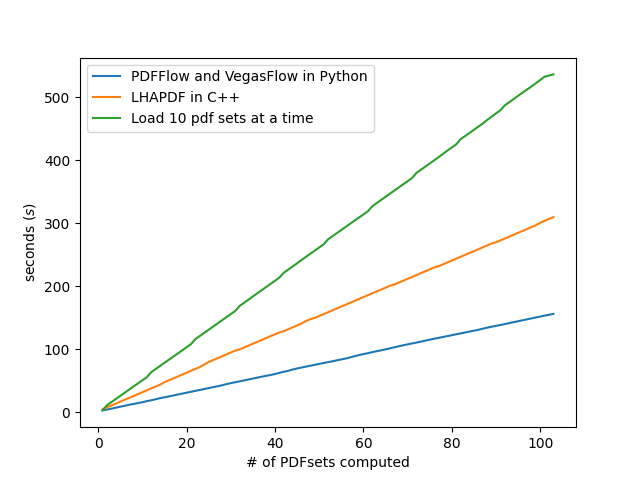 PDFFlow and VegasFlow in Python
LHAPDF in C++
Load 10 pdf sets at a time
500
400
300
200
100
0
seconds (s)
0 20 40 60 80 100
# of PDFsets computed